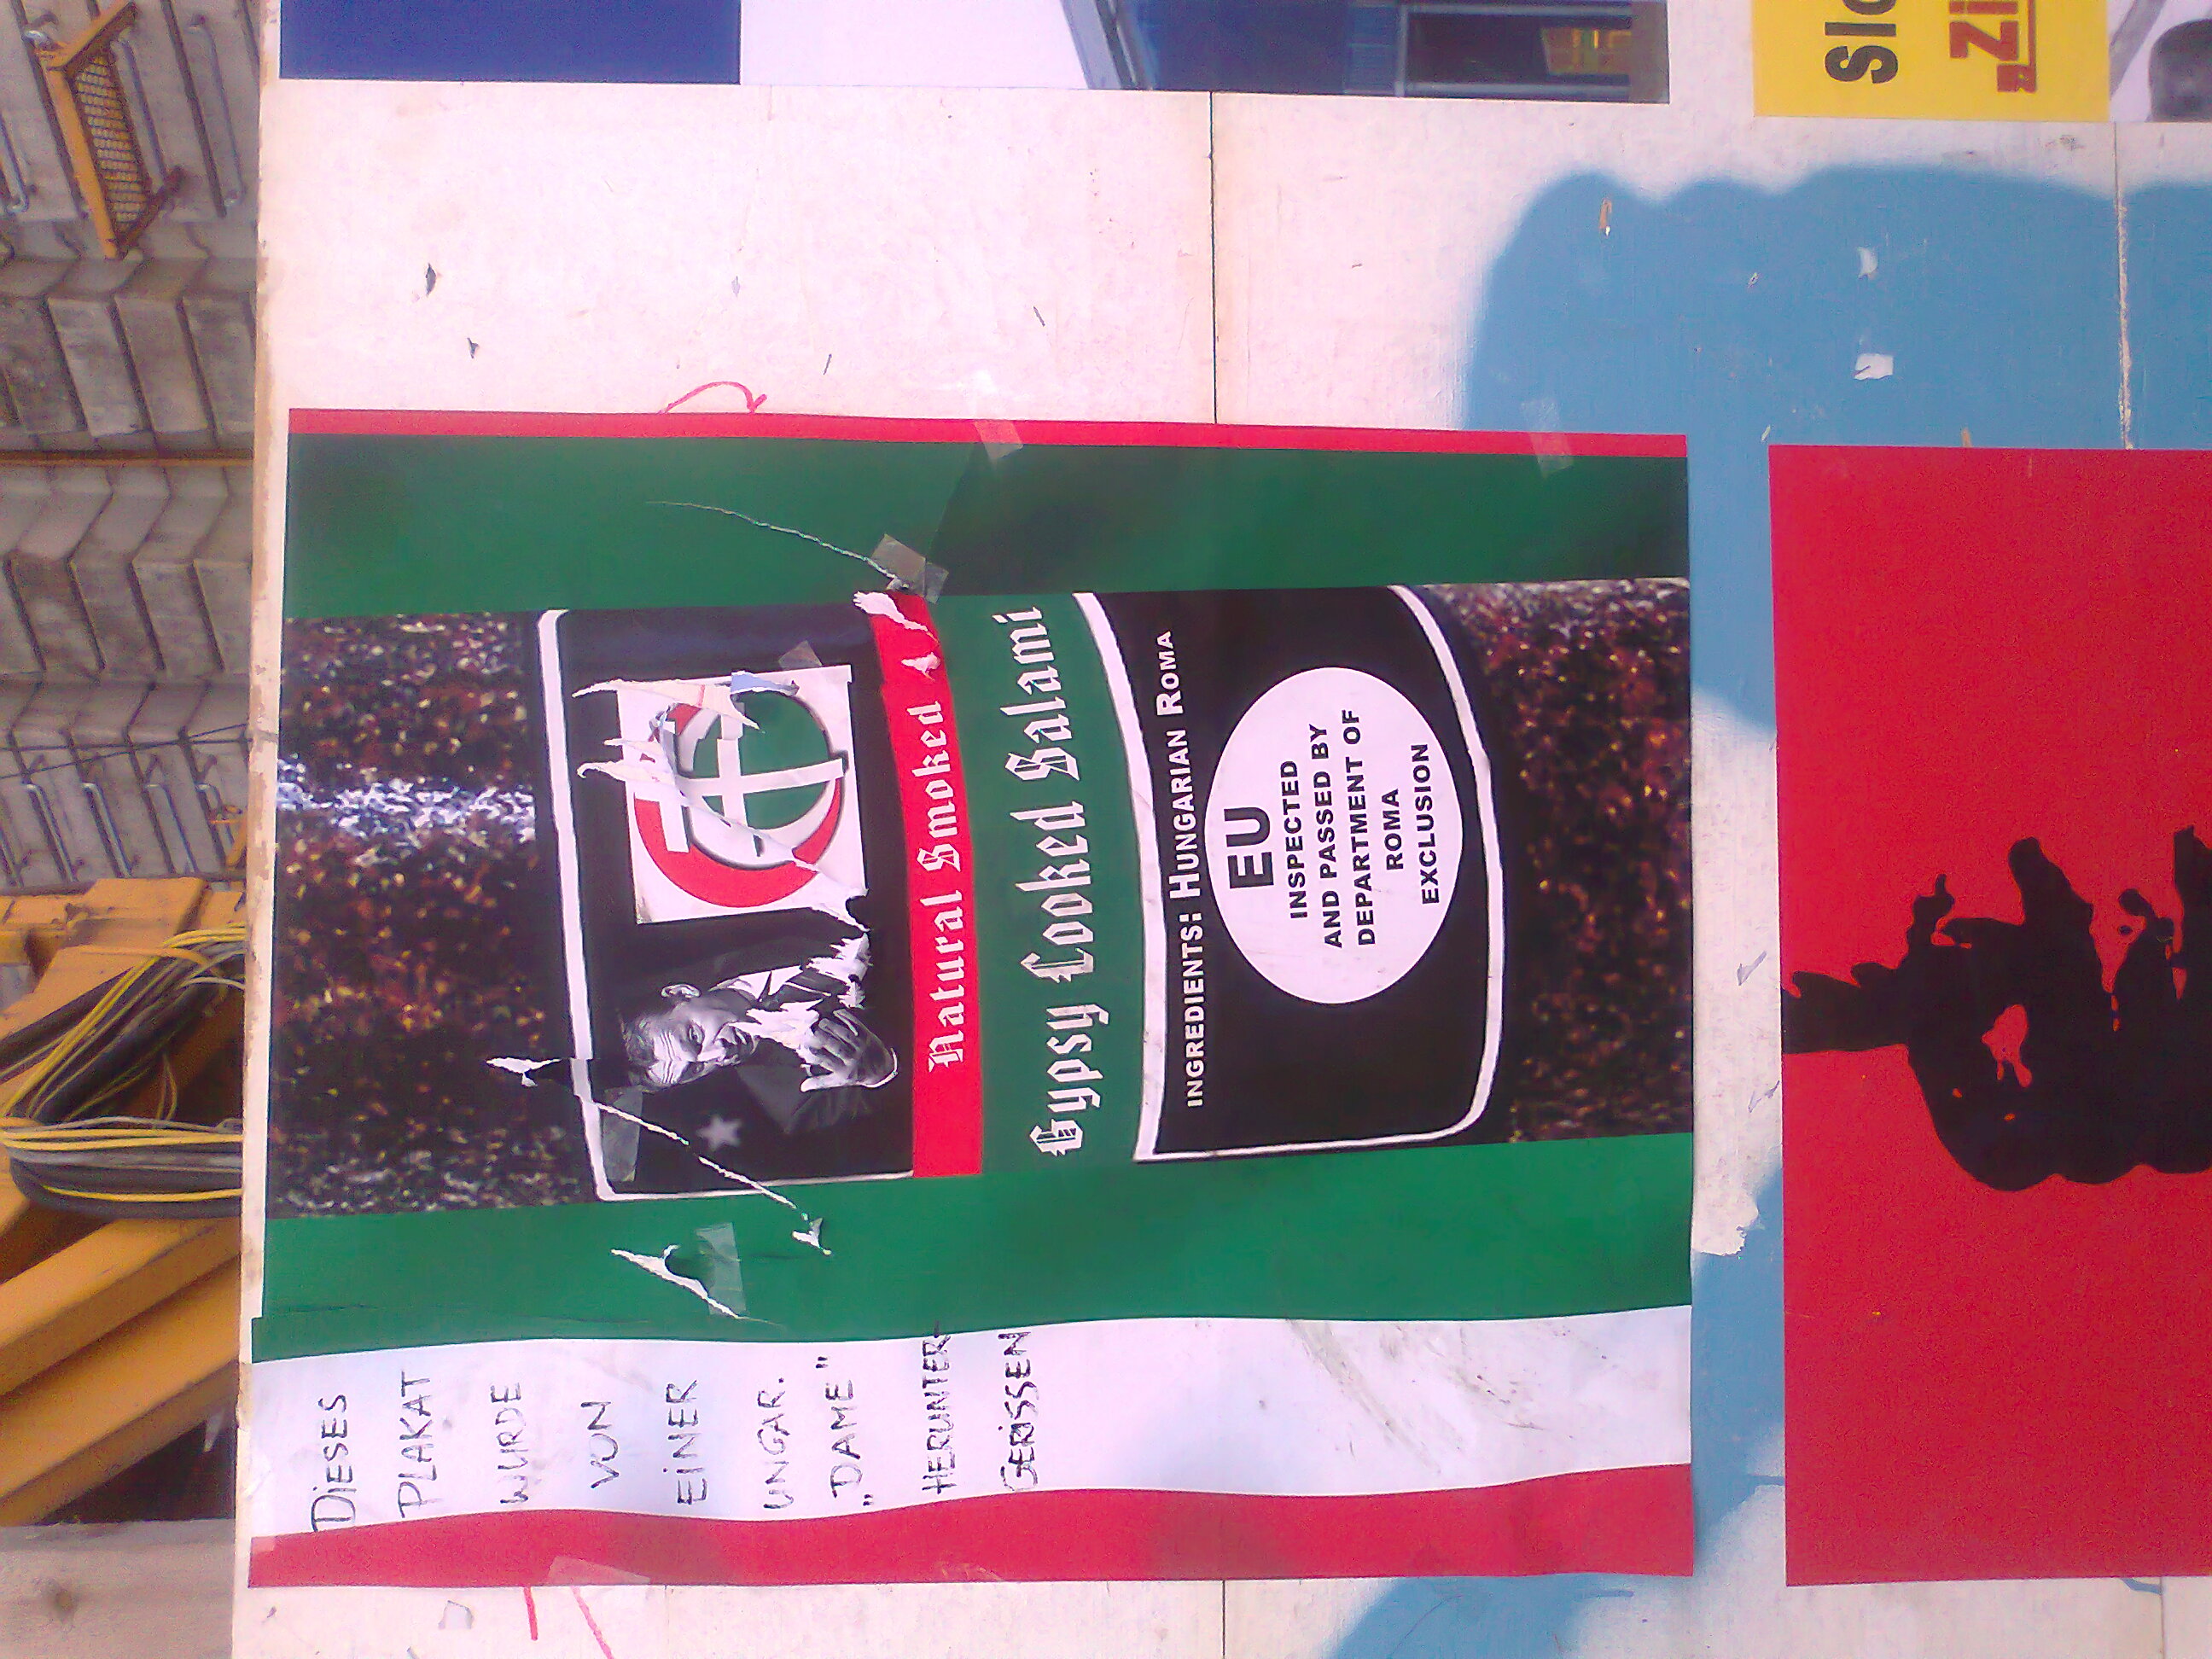 DIESES
PLAKAT
WURDE
VON
EINER
UNGAR.
„DAME"
HERUNTER-
GERISSEN
Natural Smoked
Gypsy Cooked Salami
INGREDIENTS: HUNGARIAN ROMA
EU
INSPECTED
AND PASSED BY
DEPARTMENT OF
ROMA
EXCLUSION